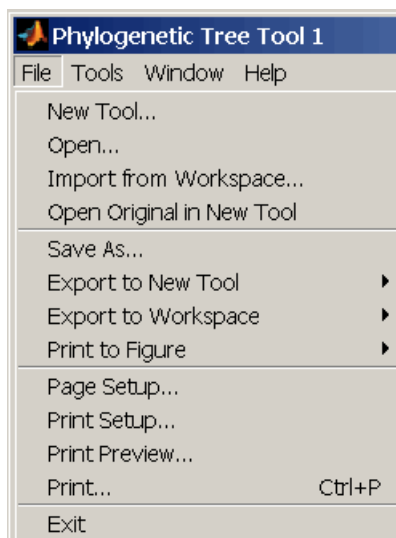 Phylogenetic Tree Tool 1
File Tools Window Help
New Tool...
Open...
Import from Workspace...
Open Original in New Tool
Save As...
Export to New Tool
Export to Workspace
Print to Figure
Page Setup...
Print Setup...
Print Preview...
Print... Ctrl+P
Exit